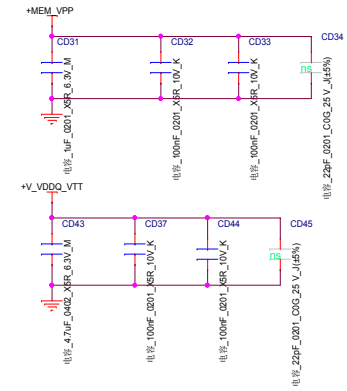 +MEM_VPP
CD31
CD32
CD33
CD34
电容_1uF_0201_X5R_6.3V_M
电容_100nF_0201_X5R_10V_K
电容_100nF_0201_X5R_10V_K
ns
电容_22pF_0201_C0G_25 V_J(±5%)
+V_VDDQ_VTT
CD43
CD37
CD44
CD45
电容_4.7uF_0402_X5R_6.3V_M
电容_100nF_0201_X5R_10V_K
电容_100nF_0201_X5R_10V_K
ns
电容_22pF_0201_C0G_25 V_J(±5%)